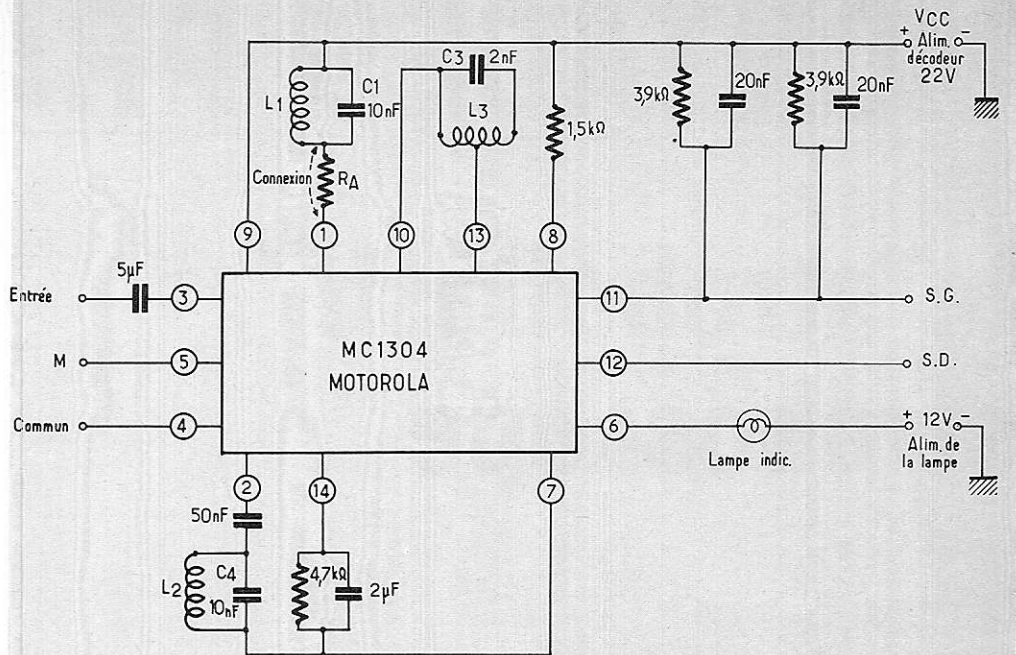 VCC
+ Alim. -
décodeur
22V
C3 2nF
C1
10nF
L1
L3
3,9kΩ
20nF
3,9kΩ
20nF
1,5kΩ
Connexion
RA
9
1
10
13
8
5µF
Entrée
3
11
S.G.
M
5
MC1304
MOTOROLA
12
S.D.
Commun
4
6
+ 12V -
Lampe indic.
Alim. de
la lampe
2
14
7
50nF
L2
C4
10nF
4,7kΩ
2µF